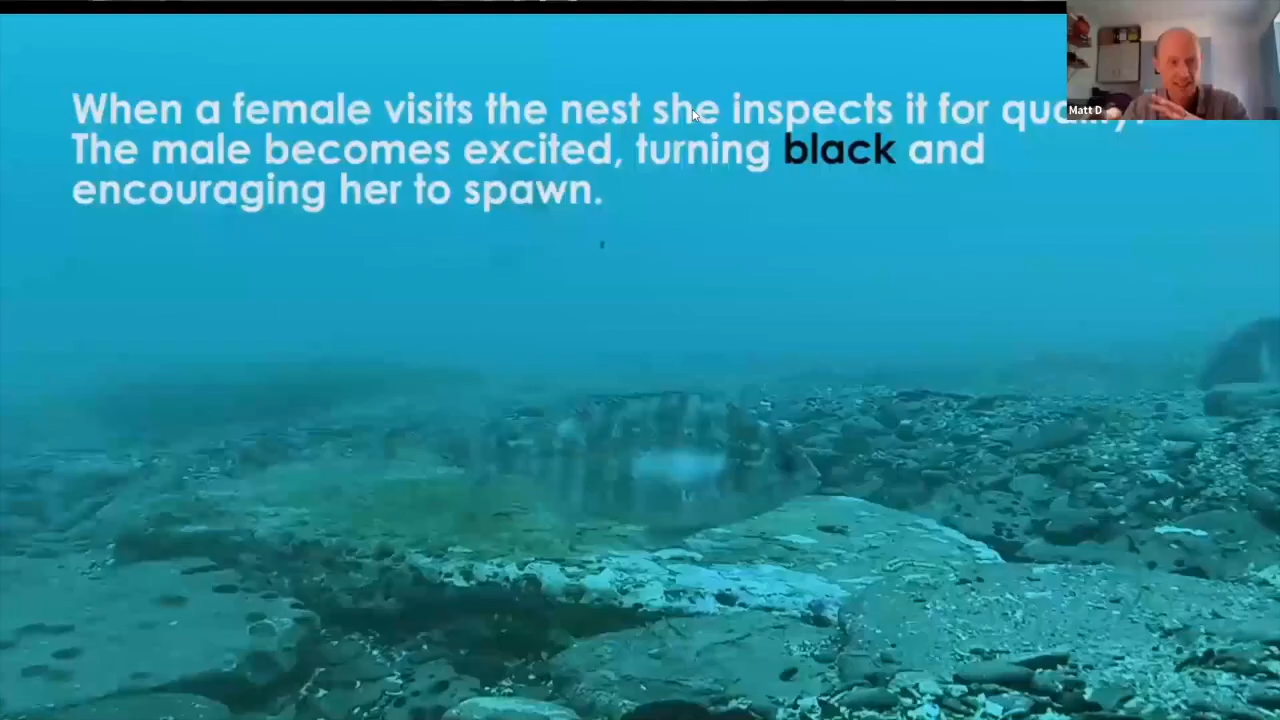 When a female visits the nest she inspects it for
The male becomes excited, turning black and
encouraging her to spawn.
Matt D